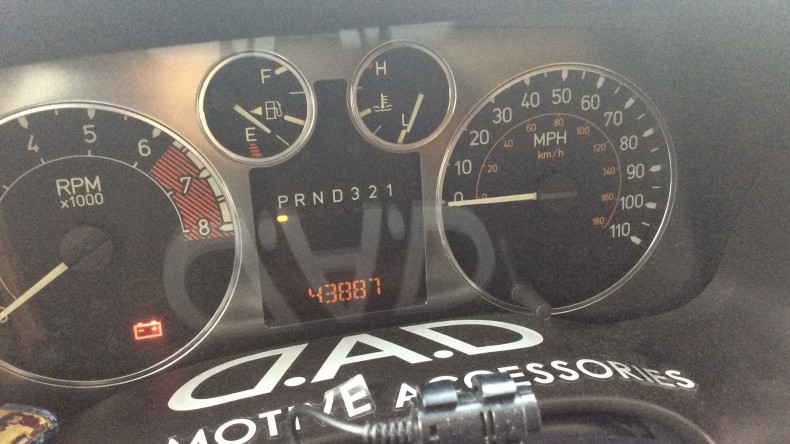 F
E
H
L
4 5 6 7 8
RPM
x1000
PRND321
43887
0 10 20 30 40 50 60 70 80 90 100 110
MPH
km/h
0 20 40 60 80 100 120 140 160 180
D.A.D
MOTIVE ACCESSORIES